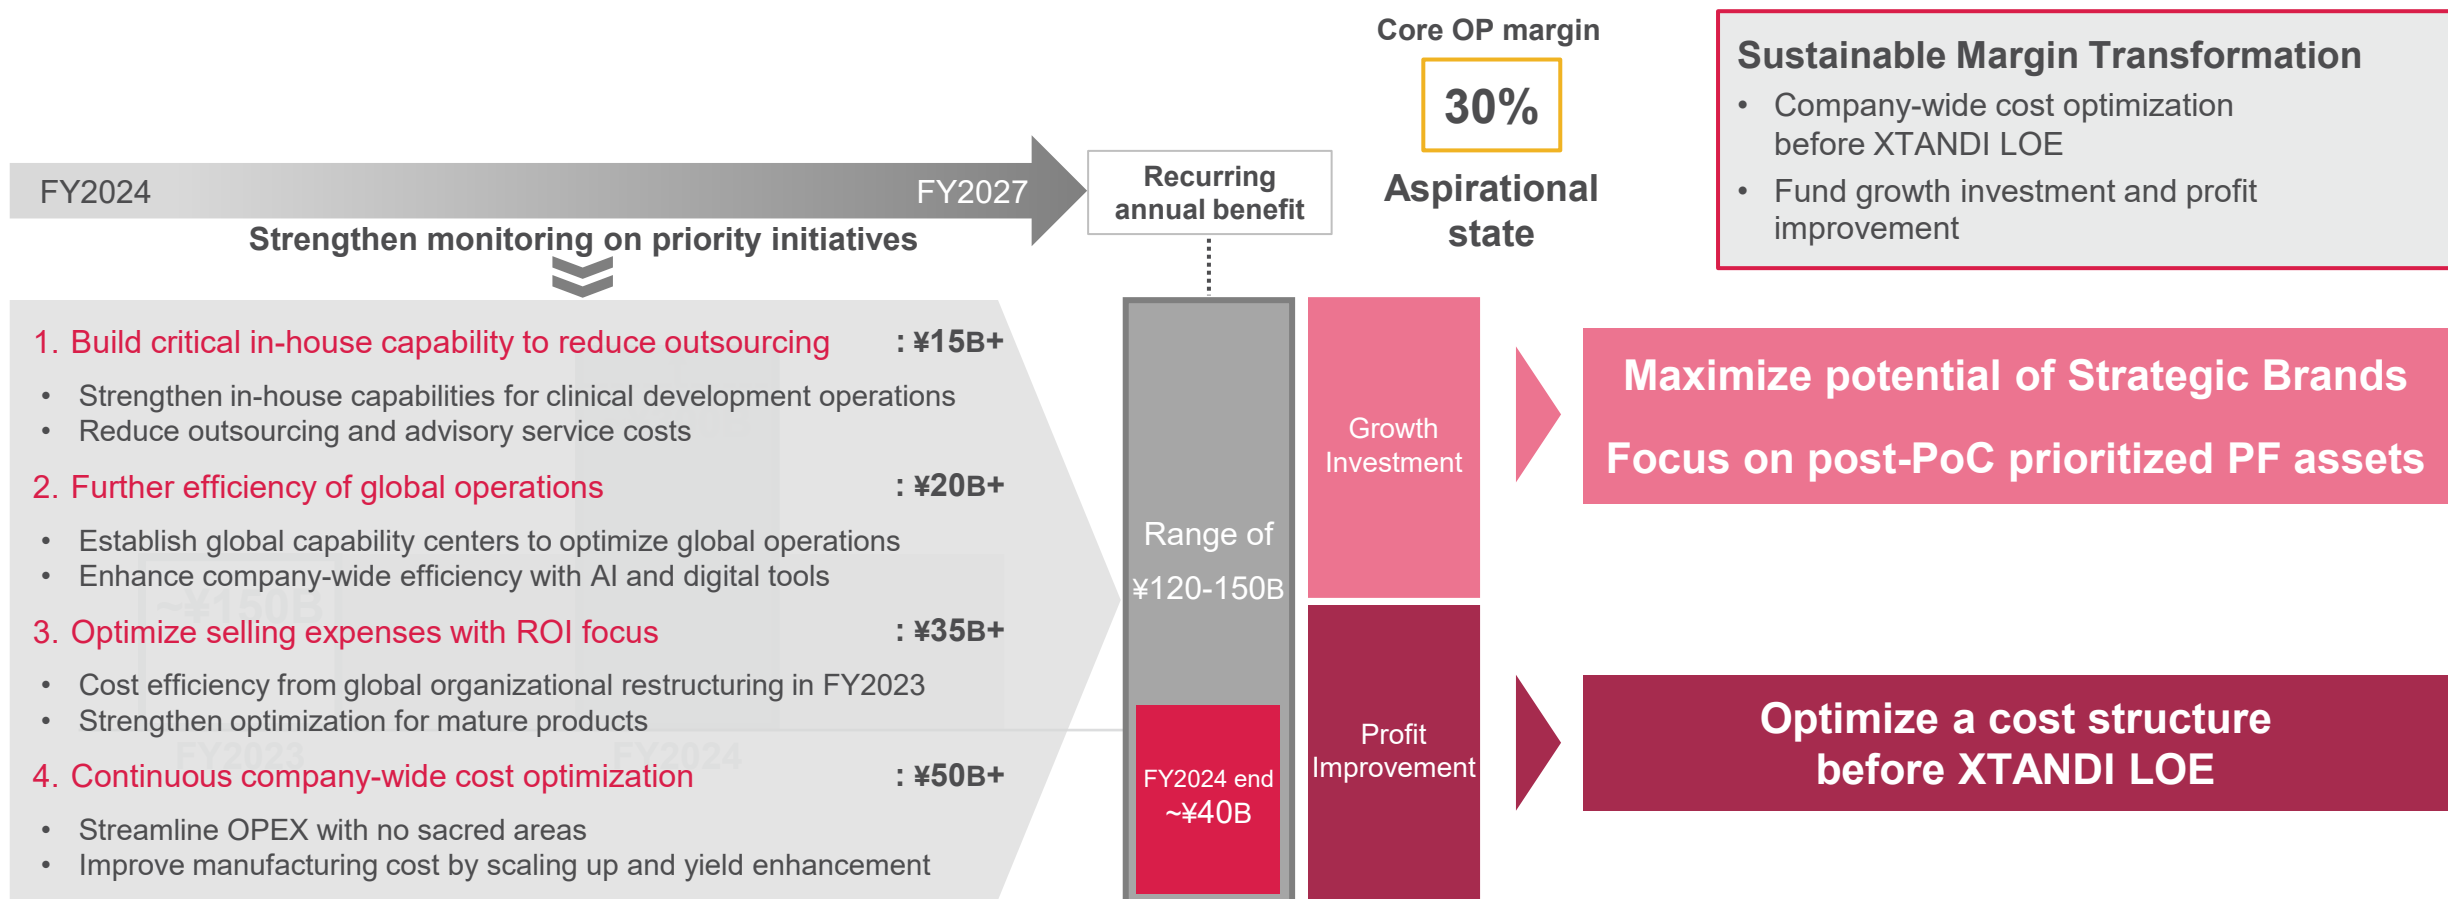 Core OP margin
30%
Aspirational
state
Sustainable Margin Transformation
• Company-wide cost optimization
before XTANDI LOE
• Fund growth investment and profit
improvement
FY2024
FY2027
Recurring
annual benefit
Strengthen monitoring on priority initiatives
1. Build critical in-house capability to reduce outsourcing : ¥15B+
• Strengthen in-house capabilities for clinical development operations
• Reduce outsourcing and advisory service costs
2. Further efficiency of global operations : ¥20B+
• Establish global capability centers to optimize global operations
• Enhance company-wide efficiency with AI and digital tools
~¥150B
3. Optimize selling expenses with ROI focus : ¥35B+
• Cost efficiency from global organizational restructuring in FY2023
• Strengthen optimization for mature products
FY2023
FY2024
4. Continuous company-wide cost optimization : ¥50B+
• Streamline OPEX with no sacred areas
• Improve manufacturing cost by scaling up and yield enhancement
Range of
¥120-150B
FY2024 end
~¥40B
Growth
Investment
Profit
Improvement
Maximize potential of Strategic Brands
Focus on post-PoC prioritized PF assets
Optimize a cost structure
before XTANDI LOE